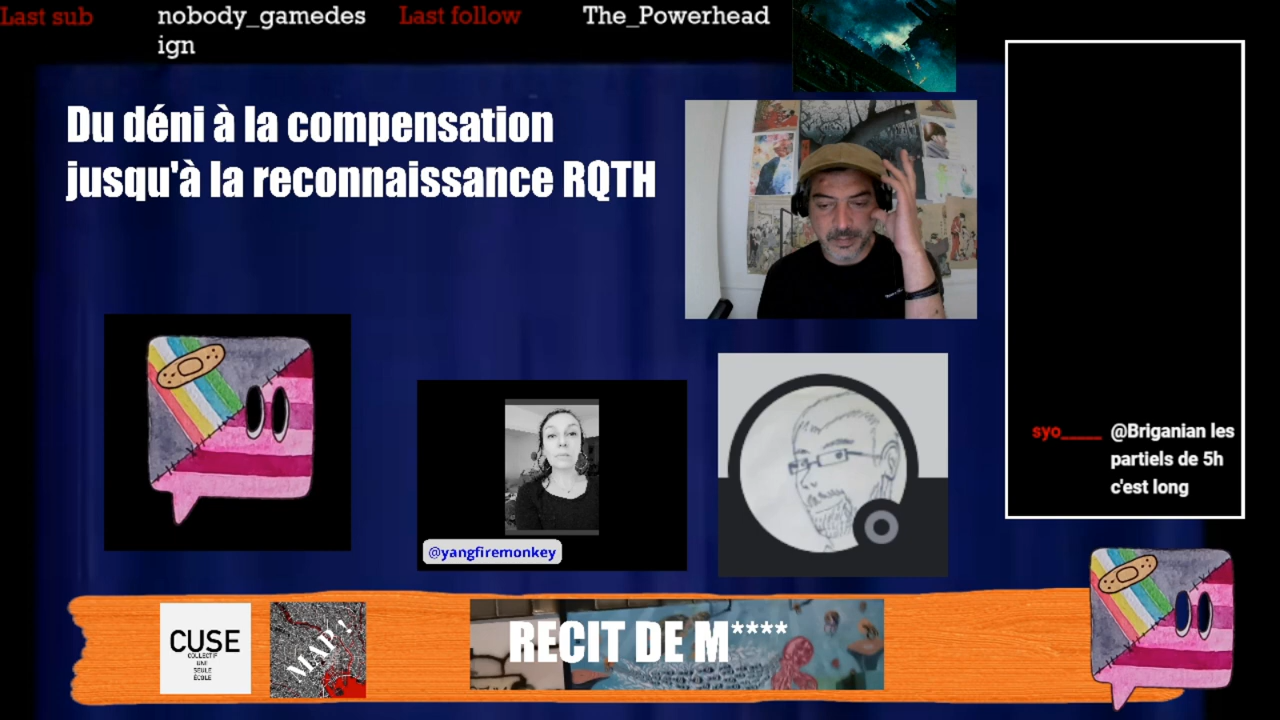 Last sub
nobody_gamedes
ign
Last follow
The_Powerhead
Du déni à la compensation
jusqu'à la reconnaissance RQTH
@yangfiremonkey
syo_____ @Briganian les
partiels de 5h
c'est long
CUSE
COLLECTIF
UNE
SEULE
ÉCOLE
MAP !
RECIT DE M****